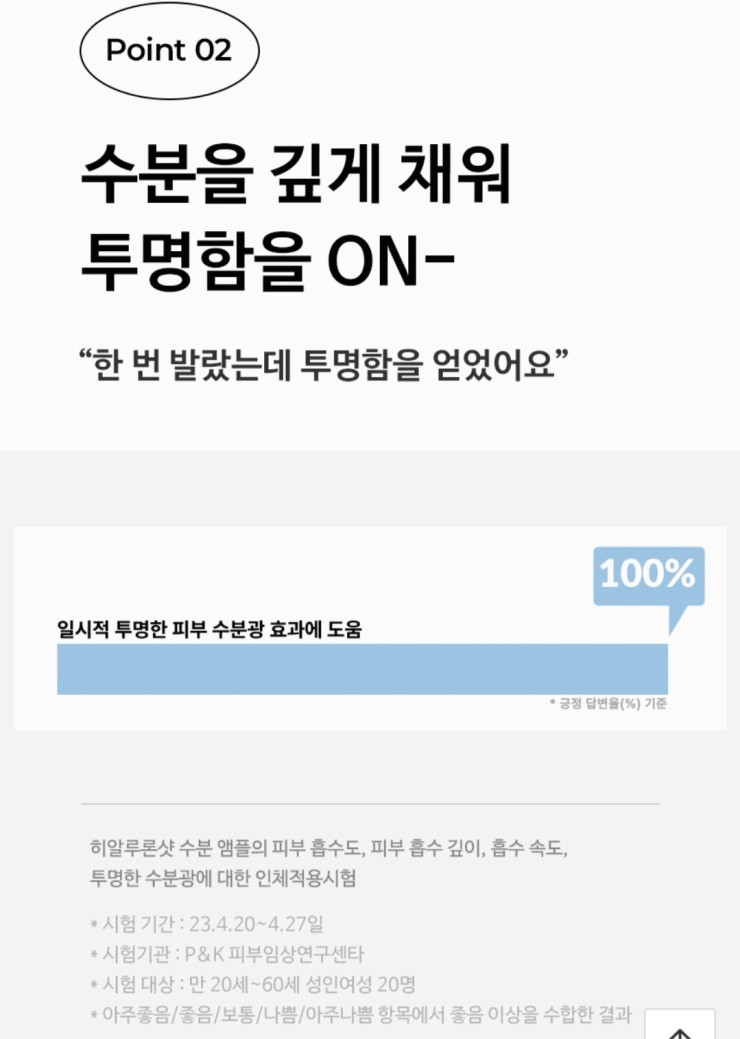 Point 02
수분을 깊게 채워
투명함을 ON-
“한 번 발랐는데 투명함을 얻었어요”
100%
일시적 투명한 피부 수분광 효과에 도움
* 긍정 답변율(%) 기준
히알루론샷 수분 앰플의 피부 흡수도, 피부 흡수 깊이, 흡수 속도,
투명한 수분광에 대한 인체적용시험
* 시험 기간 : 23.4.20~4.27일
* 시험기관 : P&K 피부임상연구센타
* 시험 대상 : 만 20세~60세 성인여성 20명
* 아주좋음/좋음/보통/나쁨/아주나쁨 항목에서 좋음 이상을 수합한 결과